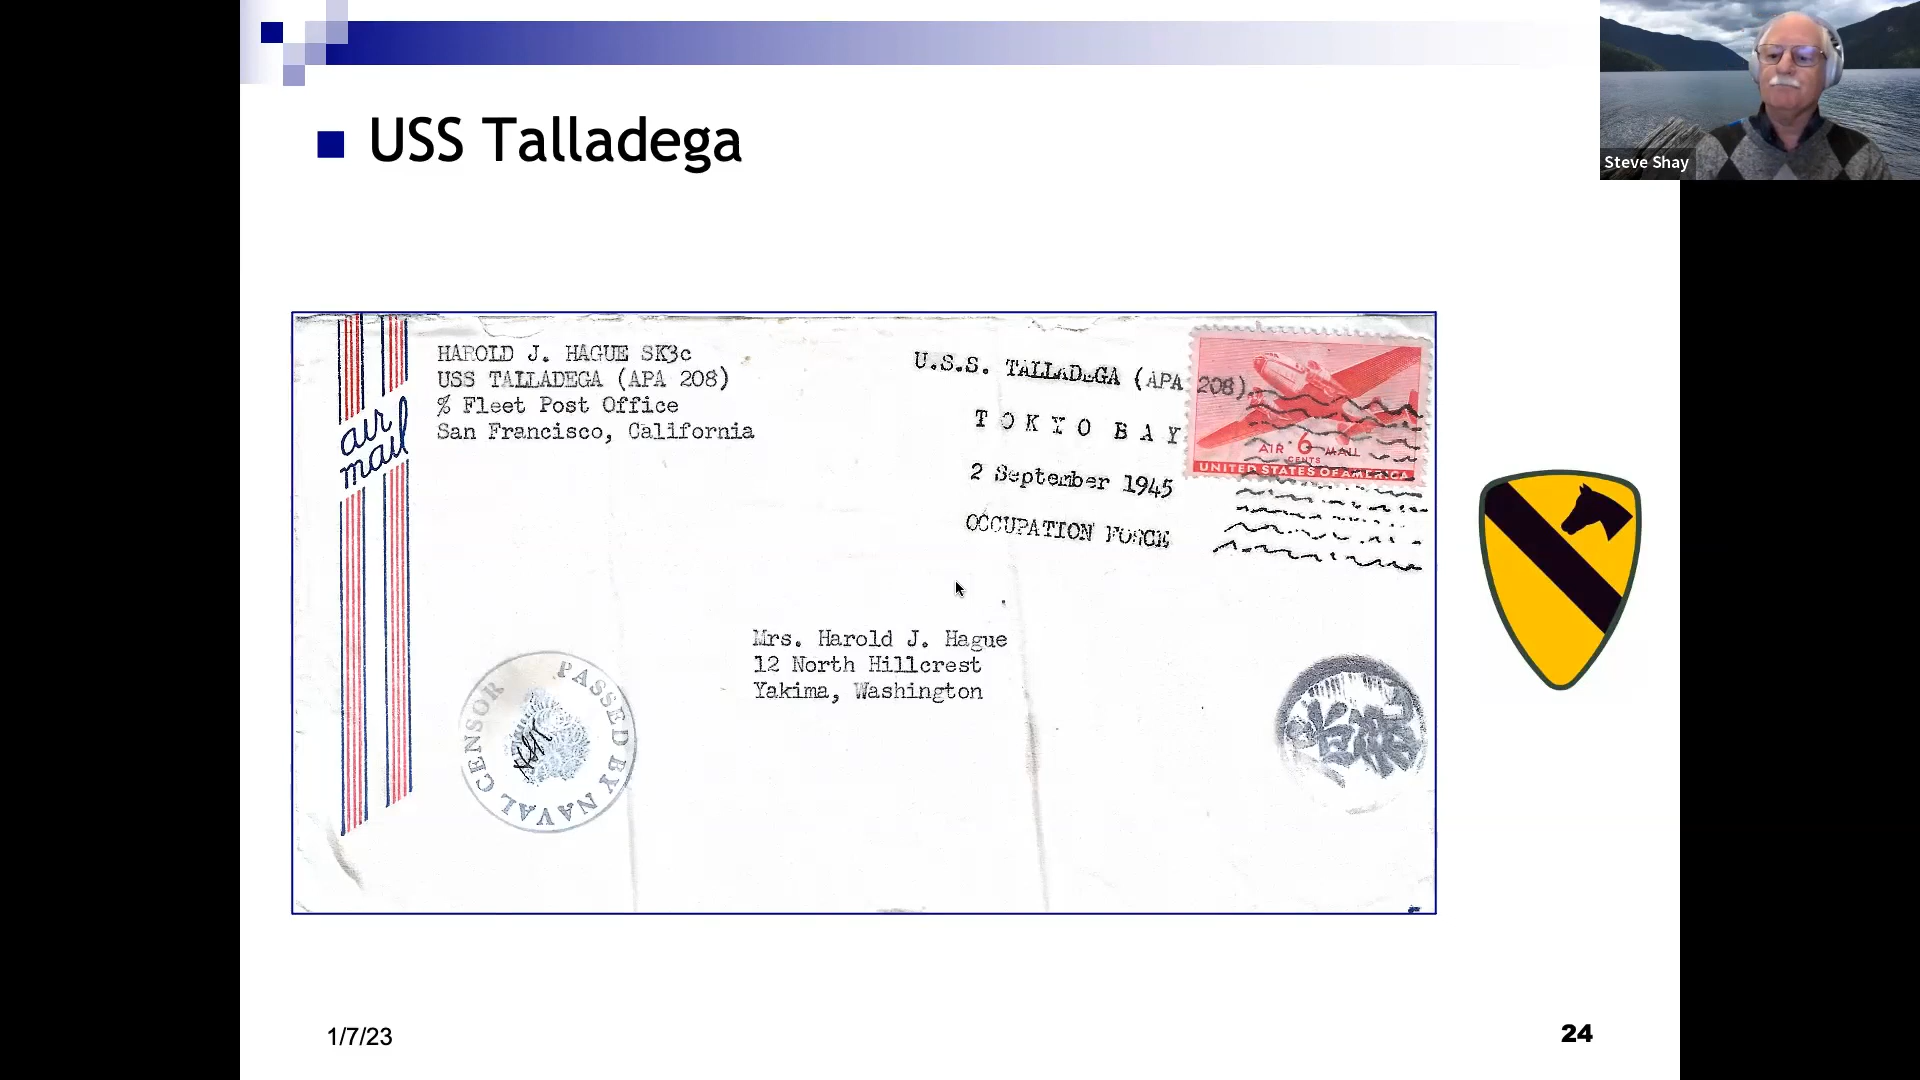 USS Talladega
Steve Shay
HAROLD J. HAGUE SK3c
USS TALLADEGA (APA 208)
% Fleet Post Office
San Francisco, California
air
mail
U.S.S. TALLADEGA (APA 208).
TOKYO BAY
2 September 1945
OCCUPATION FORCE
AIR 6 MAIL
CENTS
UNITED STATES OF AMERICA
Mrs. Harold J. Hague
12 North Hillcrest
Yakima, Washington
PASSED BY NAVAL CENSOR
1/7/23
24